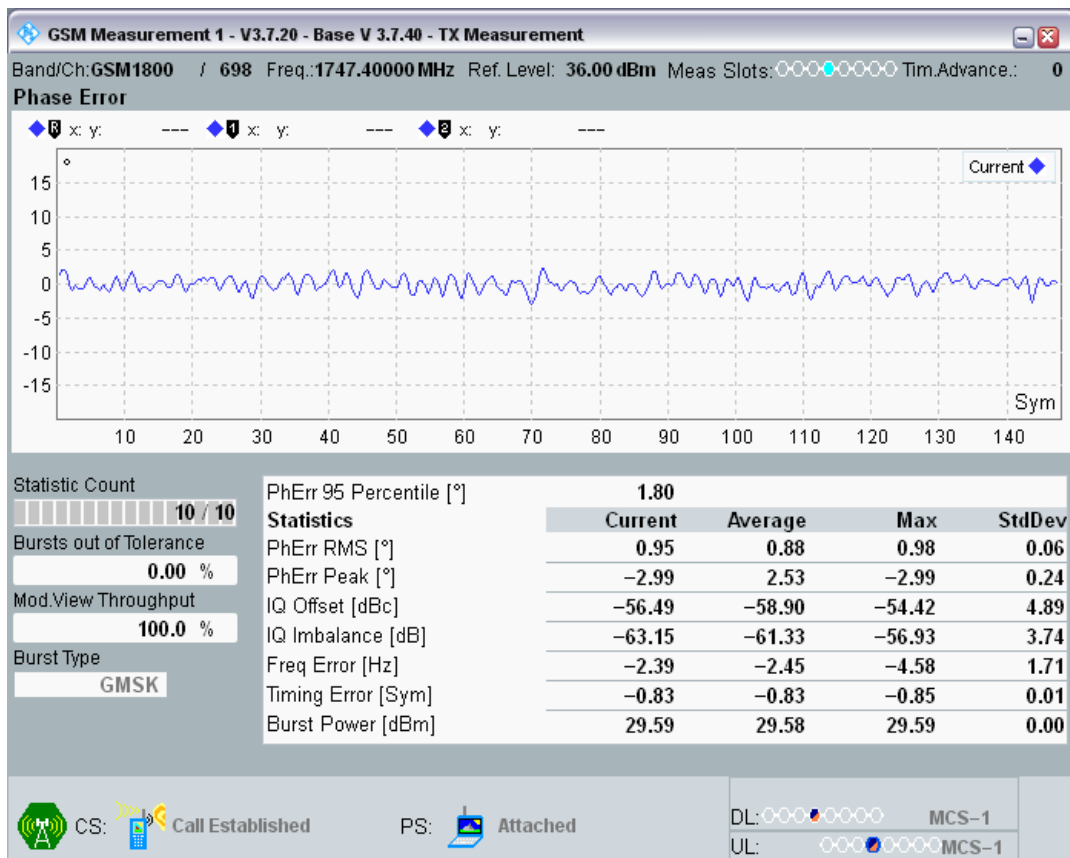 GSM Measurement 1 - V3.7.20 - Base V 3.7.40 - TX Measurement
Band/Ch:GSM1800 / 698 Freq.:1747.40000 MHz Ref. Level: 36.00 dBm Meas Slots: Tim.Advance.: 0
Phase Error
R x: y: --- 1 x: y: --- 2 x: y: ---
° Current
15
10
5
0
-5
-10
-15
Sym
10 20 30 40 50 60 70 80 90 100 110 120 130 140
Statistic Count
10 / 10
Bursts out of Tolerance
0.00 %
Mod.View Throughput
100.0 %
Burst Type
GMSK
PhErr 95 Percentile [°] 1.80
Statistics Current Average Max StdDev
PhErr RMS [°] 0.95 0.88 0.98 0.06
PhErr Peak [°] −2.99 2.53 −2.99 0.24
IQ Offset [dBc] −56.49 −58.90 −54.42 4.89
IQ Imbalance [dB] −63.15 −61.33 −56.93 3.74
Freq Error [Hz] −2.39 −2.45 −4.58 1.71
Timing Error [Sym] −0.83 −0.83 −0.85 0.01
Burst Power [dBm] 29.59 29.58 29.59 0.00
CS: Call Established PS: Attached
DL: MCS−1
UL: MCS−1